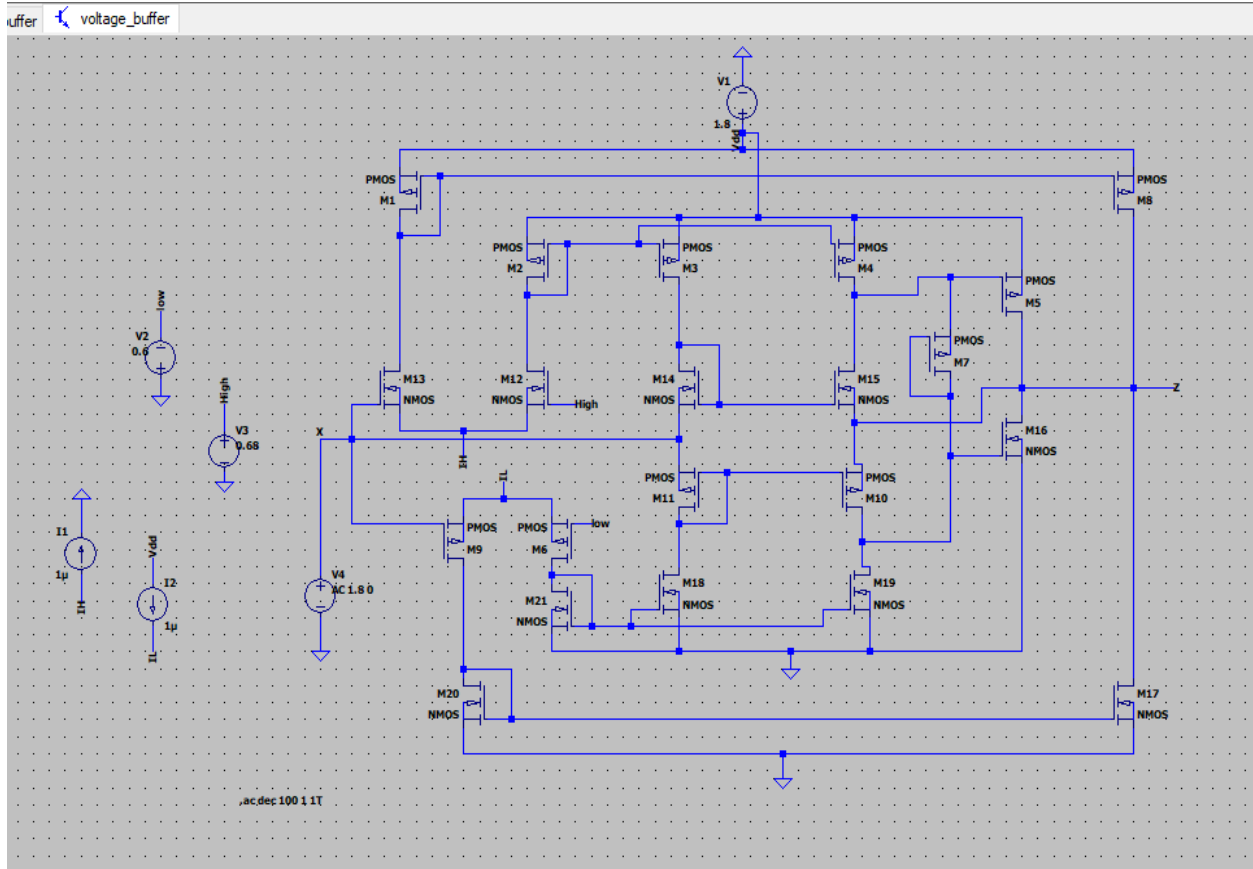 uffer
voltage_buffer
V1
1.8
Vdd
PMOS
M1
PMOS
M8
PMOS
M2
M3
PMOS
PMOS
M4
PMOS
M5
PMOS
M7
low
V2
0.6
High
V3
0.68
M13
NMOS
M12
NMOS
High
M14
NMOS
M15
NMOS
Z
M16
NMOS
X
IH
IL
PMOS
M11
PMOS
M10
I1
1µ
IH
Vdd
I2
1µ
IL
PMOS
M9
PMOS
M6
low
V4
AC 1.8 0
M21
NMOS
M18
NMOS
M19
NMOS
M20
NMOS
M17
NMOS
.ac dec 100 1 1T